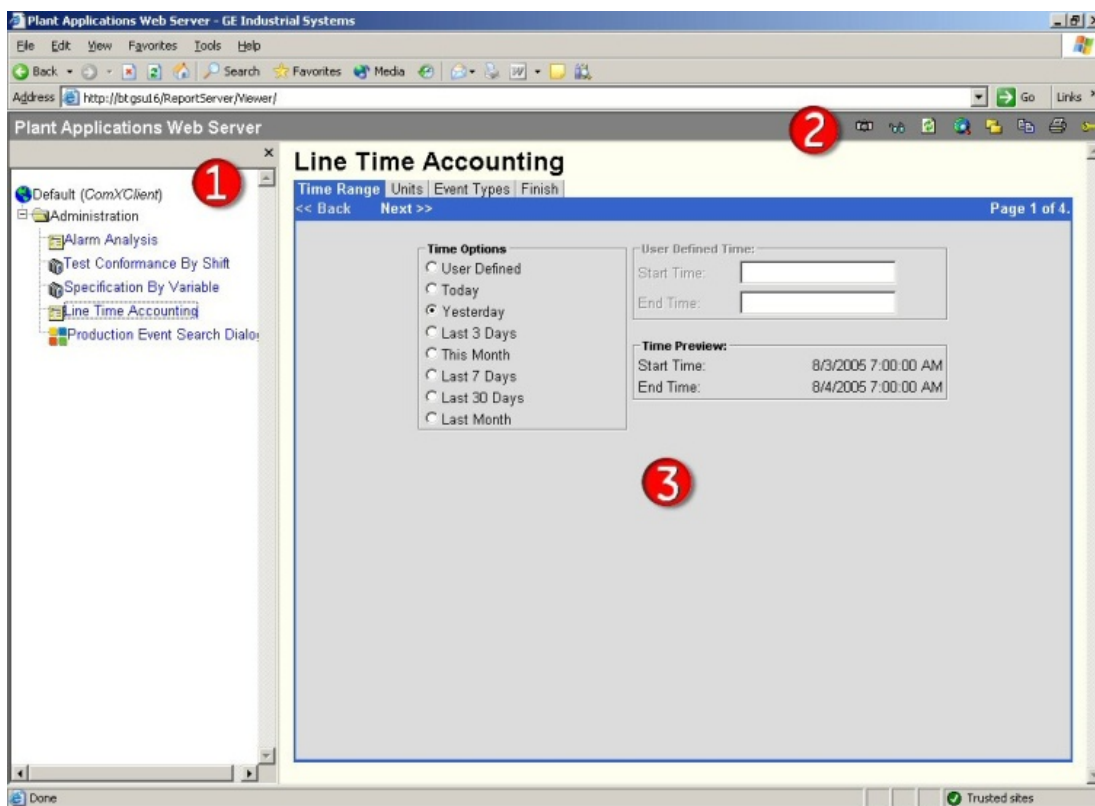 Plant Applications Web Server - GE Industrial Systems
File Edit View Favorites Tools Help
Back Search Favorites Media
Address http://btgsu16/ReportServer/Viewer/ Go Links
Plant Applications Web Server
2
1
Default (ComXClient)
Administration
Alarm Analysis
Test Conformance By Shift
Specification By Variable
Line Time Accounting
Production Event Search Dialo
Line Time Accounting
Time Range Units Event Types Finish
<< Back Next >> Page 1 of 4.
Time Options
User Defined
Today
Yesterday
Last 3 Days
This Month
Last 7 Days
Last 30 Days
Last Month
User Defined Time:
Start Time:
End Time:
Time Preview:
Start Time: 8/3/2005 7:00:00 AM
End Time: 8/4/2005 7:00:00 AM
3
Done Trusted sites